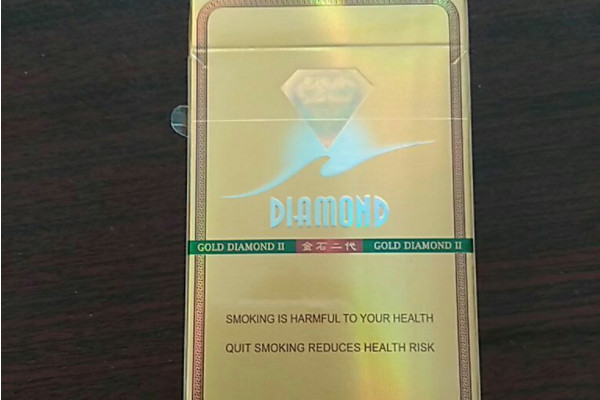 DIAMOND
GOLD DIAMOND II 金石二代 GOLD DIAMOND II
SMOKING IS HARMFUL TO YOUR HEALTH
QUIT SMOKING REDUCES HEALTH RISK